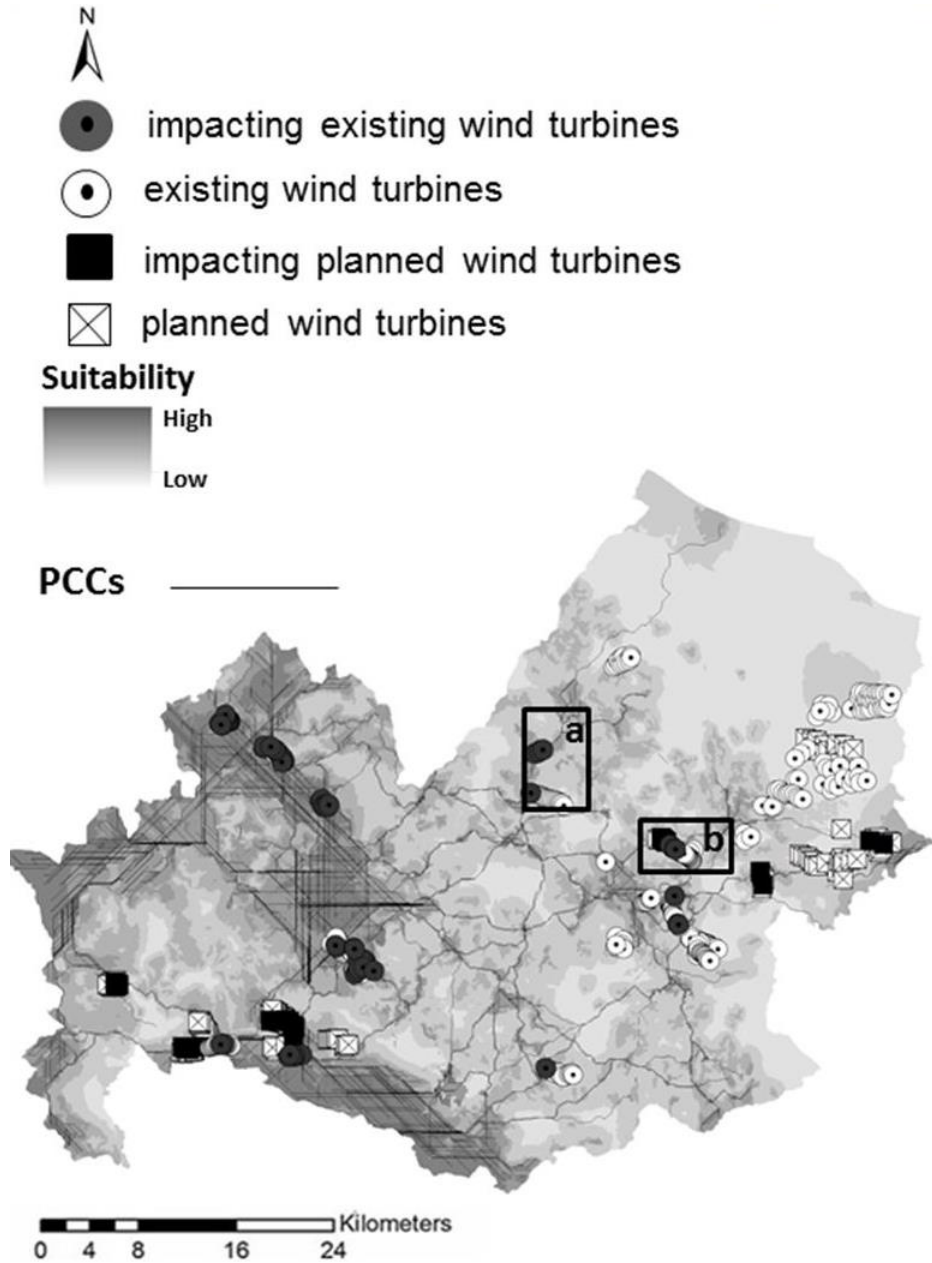 N
impacting existing wind turbines
existing wind turbines
impacting planned wind turbines
planned wind turbines
Suitability
High
Low
PCCs
a
b
Kilometers
0 4 8 16 24